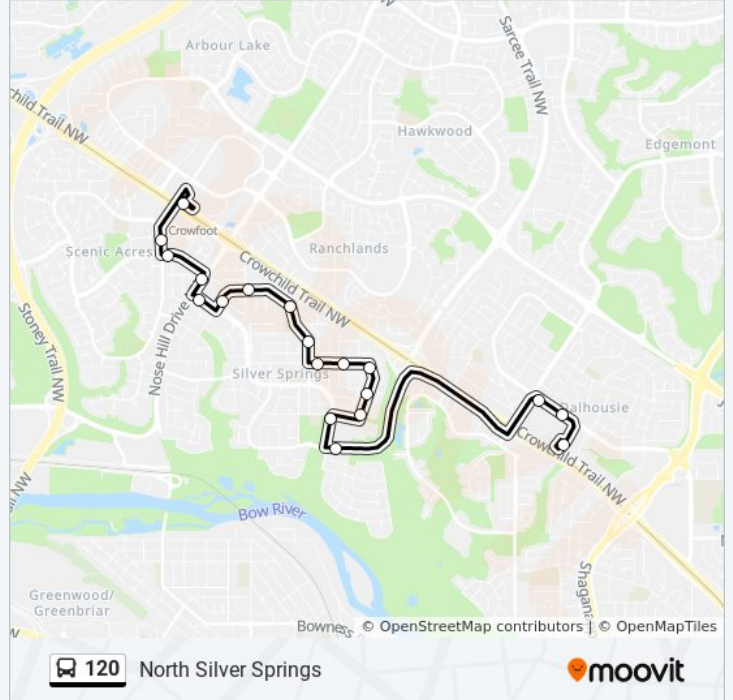 Arbour Lake
Sarcee Trail NW
child Trail NW
Hawkwood
Edgemont
Crowfoot
Scenic Acres
Ranchlands
Crowchild Trail NW
Stoney Trail NW
Nose Hill Drive
Silver Springs
Dalhousie
Crowchild Trail NW
Bow River
Greenwood/
Greenbriar
Bowness
Shagana
© OpenStreetMap contributors | © OpenMapTiles
120 North Silver Springs
moovit